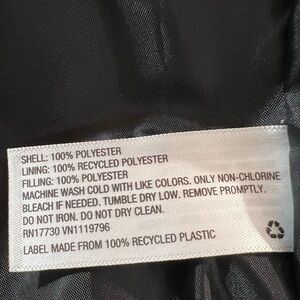 SHELL: 100% POLYESTER
LINING: 100% RECYCLED POLYESTER
FILLING: 100% POLYESTER
MACHINE WASH COLD WITH LIKE COLORS. ONLY NON-CHLORINE
BLEACH IF NEEDED. TUMBLE DRY LOW. REMOVE PROMPTLY.
DO NOT IRON. DO NOT DRY CLEAN.
RN17730 VN1119796
LABEL MADE FROM 100% RECYCLED PLASTIC